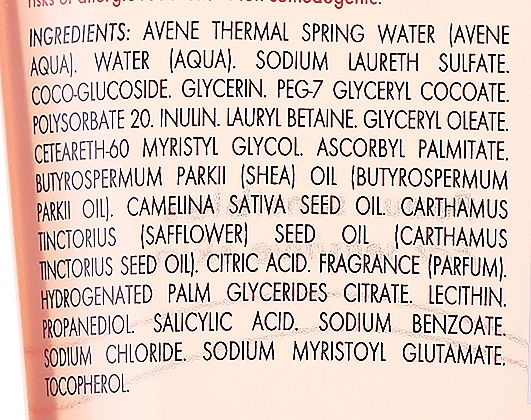 INGREDIENTS: AVENE THERMAL SPRING WATER (AVENE
AQUA). WATER (AQUA). SODIUM LAURETH SULFATE.
COCO-GLUCOSIDE. GLYCERIN. PEG-7 GLYCERYL COCOATE.
POLYSORBATE 20. INULIN. LAURYL BETAINE. GLYCERYL OLEATE.
CETEARETH-60 MYRISTYL GLYCOL. ASCORBYL PALMITATE.
BUTYROSPERMUM PARKII (SHEA) OIL (BUTYROSPERMUM
PARKII OIL). CAMELINA SATIVA SEED OIL. CARTHAMUS
TINCTORIUS (SAFFLOWER) SEED OIL (CARTHAMUS
TINCTORIUS SEED OIL). CITRIC ACID. FRAGRANCE (PARFUM).
HYDROGENATED PALM GLYCERIDES CITRATE. LECITHIN.
PROPANEDIOL. SALICYLIC ACID. SODIUM BENZOATE.
SODIUM CHLORIDE. SODIUM MYRISTOYL GLUTAMATE.
TOCOPHEROL.